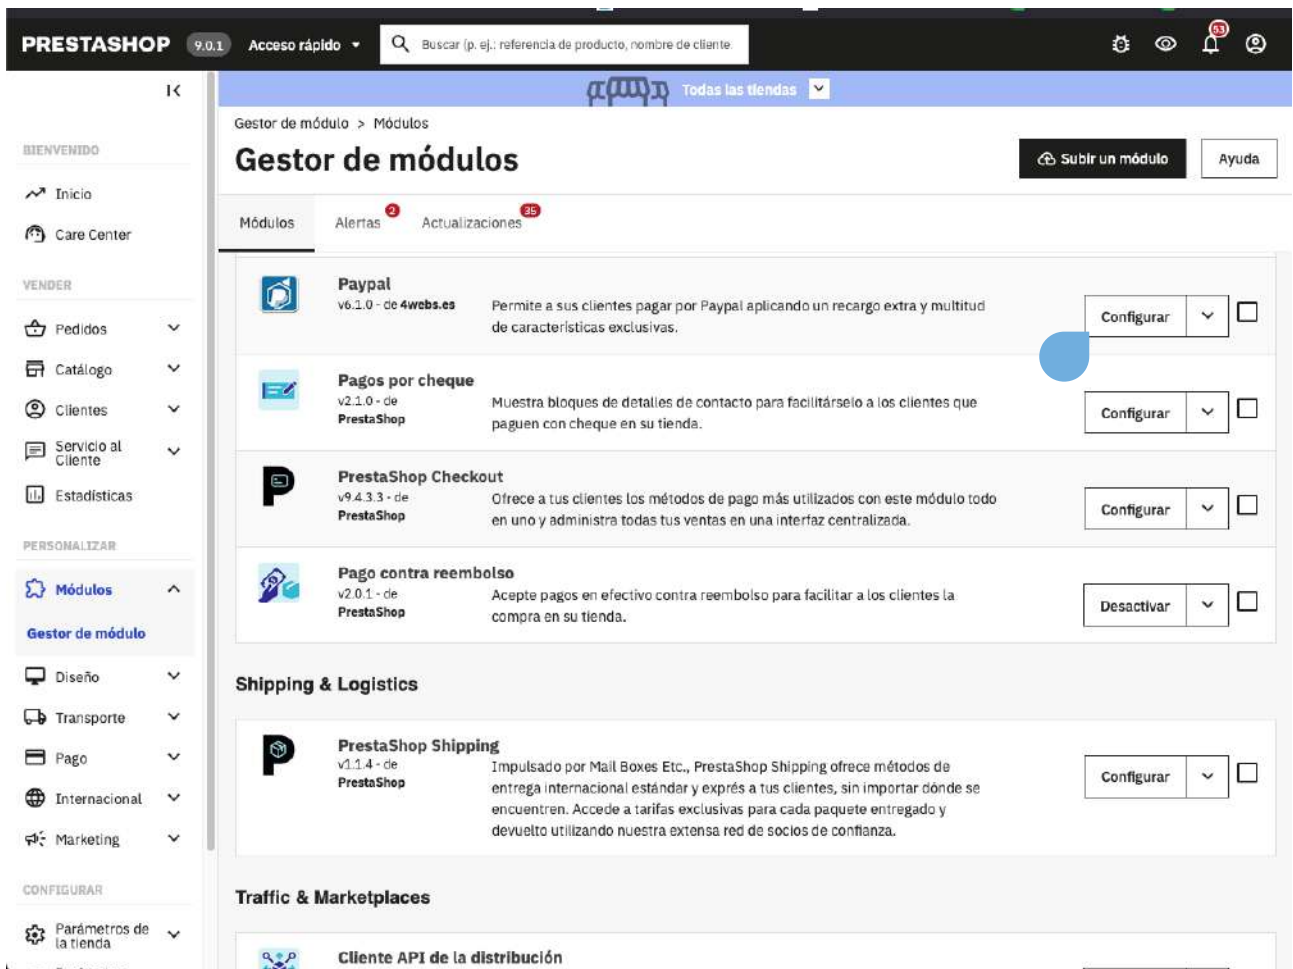 PRESTASHOP 9.0.1 Acceso rápido Buscar (p. ej.: referencia de producto, nombre de cliente. 53
Todas las tiendas
Gestor de módulo > Módulos
Gestor de módulos
Subir un módulo
Ayuda
Módulos
Alertas 2
Actualizaciones 35
BIENVENIDO
Inicio
Care Center
VENDER
Pedidos
Catálogo
Clientes
Servicio al
Cliente
Estadísticas
PERSONALIZAR
Módulos
Gestor de módulo
Diseño
Transporte
Pago
Internacional
Marketing
CONFIGURAR
Parámetros de
la tienda
Paypal
v6.1.0 - de 4webs.es
Permite a sus clientes pagar por Paypal aplicando un recargo extra y multitud
de características exclusivas.
Configurar
Pagos por cheque
v2.1.0 - de
PrestaShop
Muestra bloques de detalles de contacto para facilitárselo a los clientes que
paguen con cheque en su tienda.
Configurar
PrestaShop Checkout
v9.4.3.3 - de
PrestaShop
Ofrece a tus clientes los métodos de pago más utilizados con este módulo todo
en uno y administra todas tus ventas en una interfaz centralizada.
Configurar
Pago contra reembolso
v2.0.1 - de
PrestaShop
Acepte pagos en efectivo contra reembolso para facilitar a los clientes la
compra en su tienda.
Desactivar
Shipping & Logistics
PrestaShop Shipping
v1.1.4 - de
PrestaShop
Impulsado por Mail Boxes Etc., PrestaShop Shipping ofrece métodos de
entrega internacional estándar y exprés a tus clientes, sin importar dónde se
encuentren. Accede a tarifas exclusivas para cada paquete entregado y
devuelto utilizando nuestra extensa red de socios de confianza.
Configurar
Traffic & Marketplaces
Cliente API de la distribución